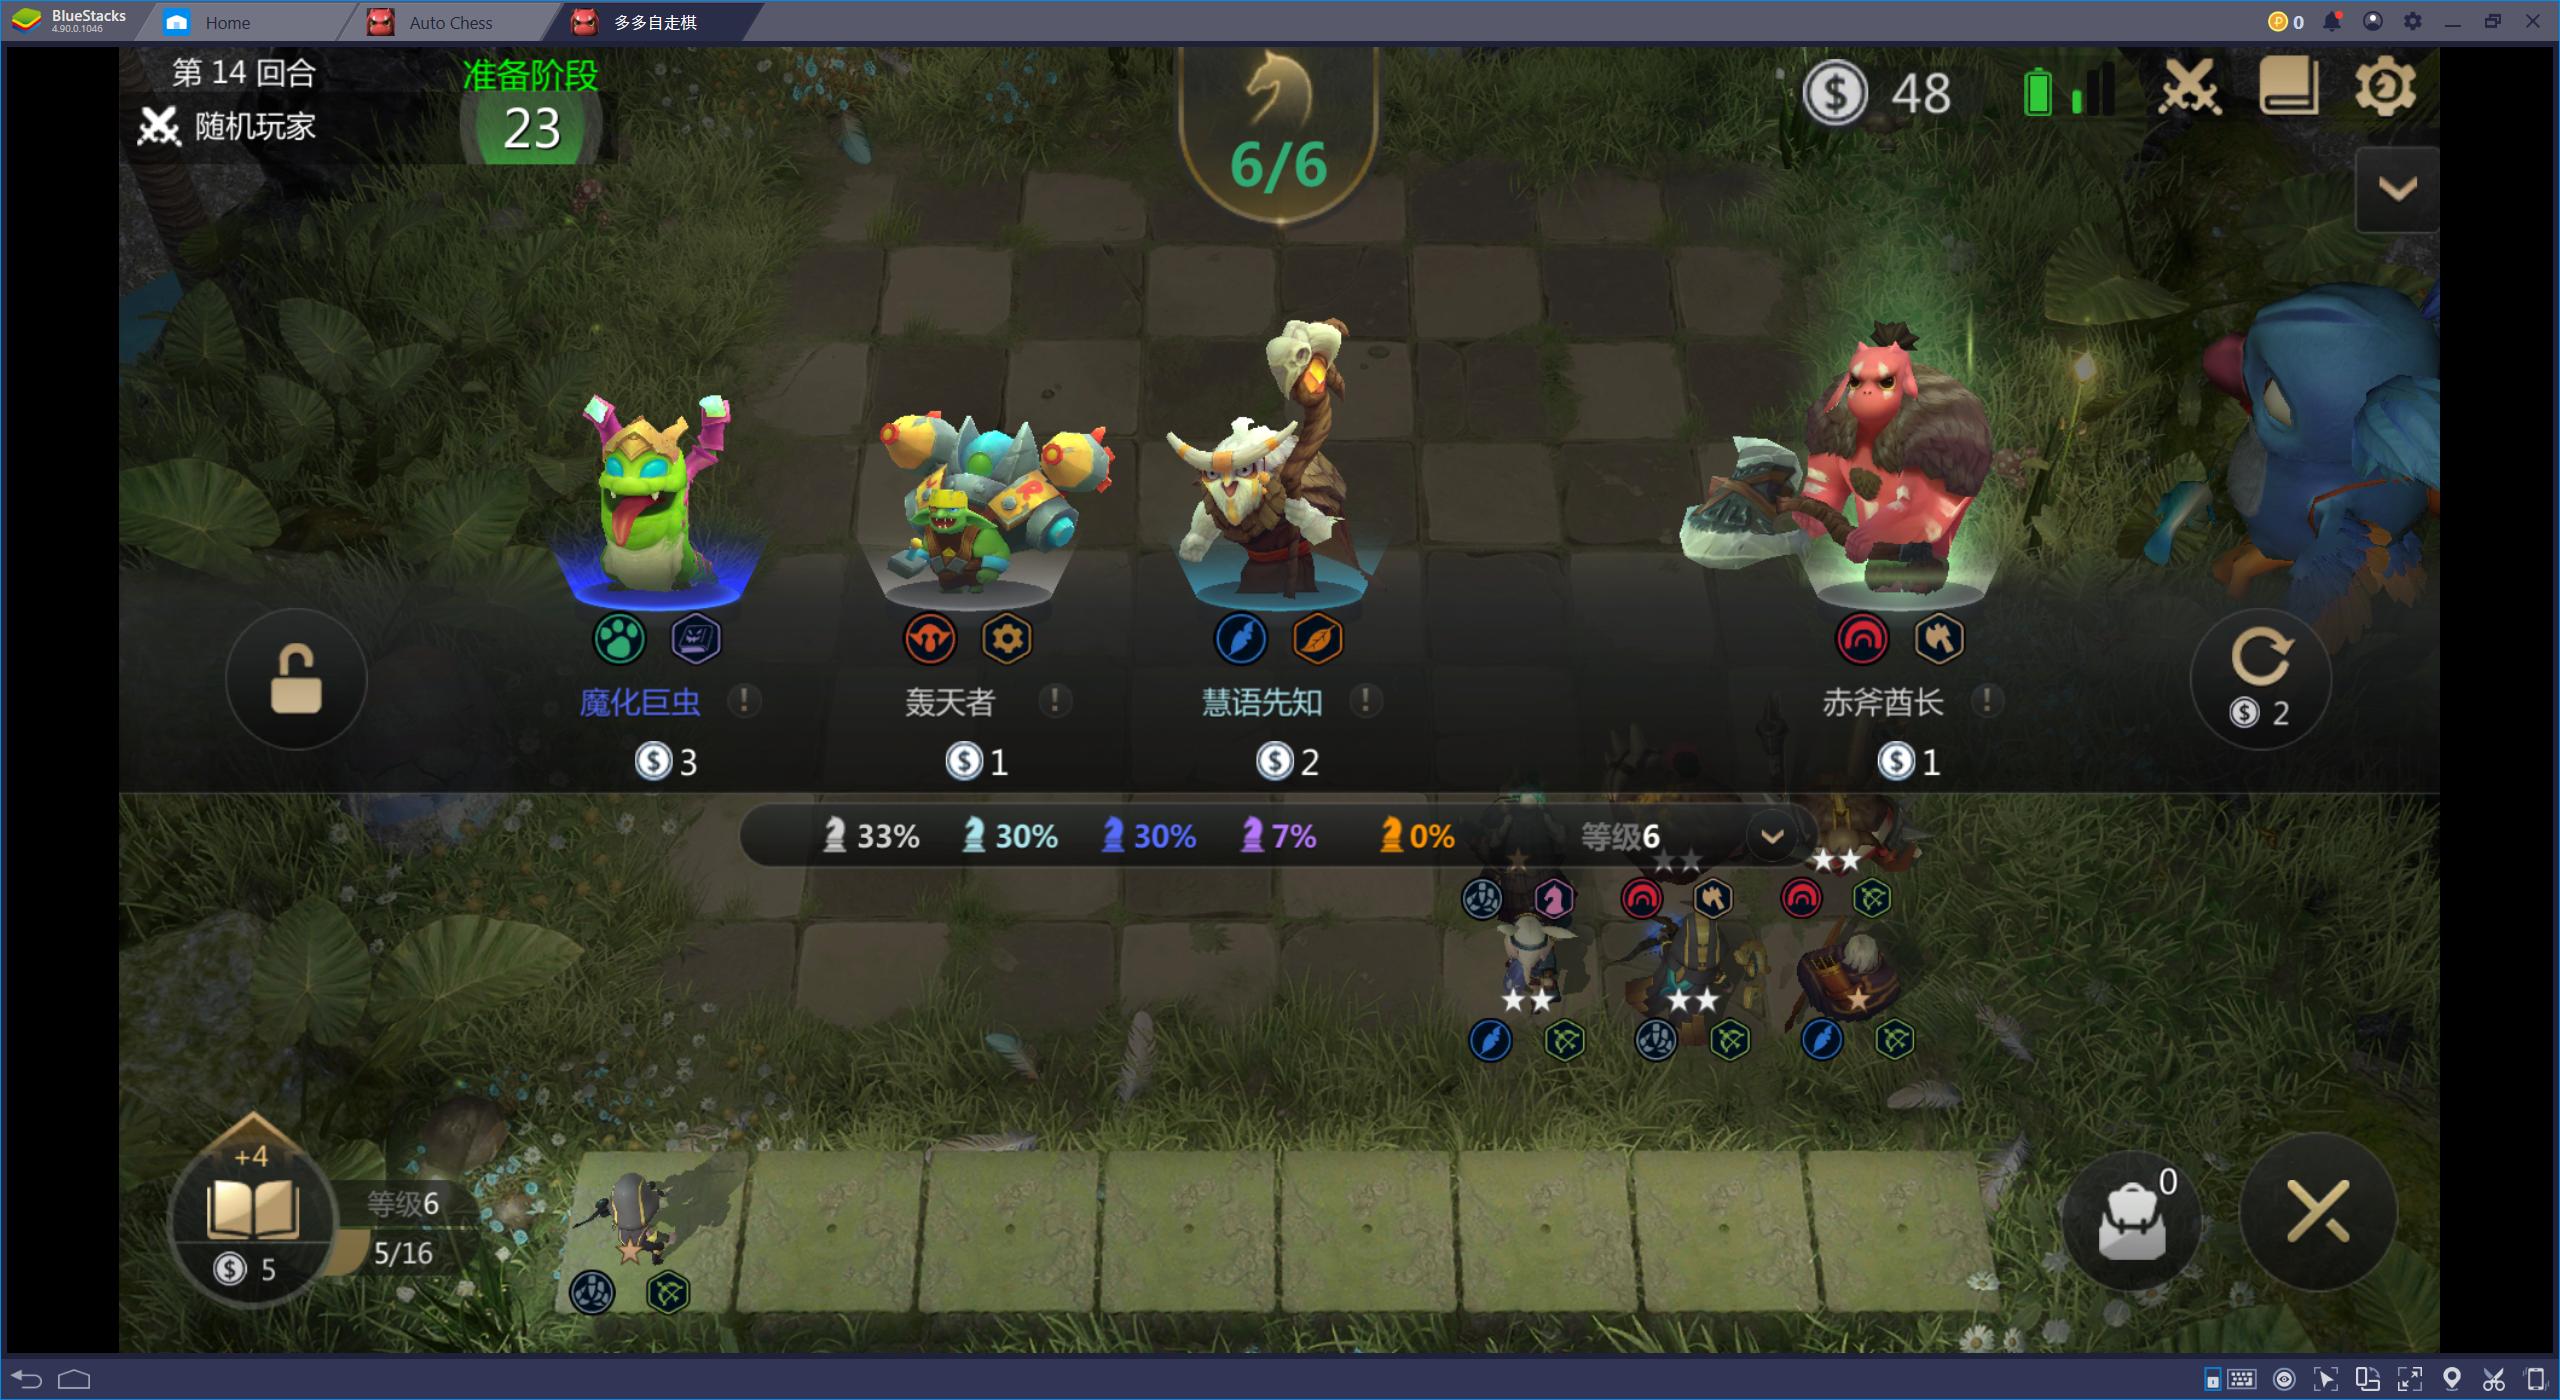 BlueStacks
4.90.0.1046
Home
Auto Chess
多多自走棋
0
第 14 回合
准备阶段
23
随机玩家
6/6
48
魔化巨虫 !
轰天者 !
慧语先知 !
赤斧酋长 !
3
1
2
1
2
33%
30%
30%
7%
0%
等级6
+4
等级6
5/16
5
0